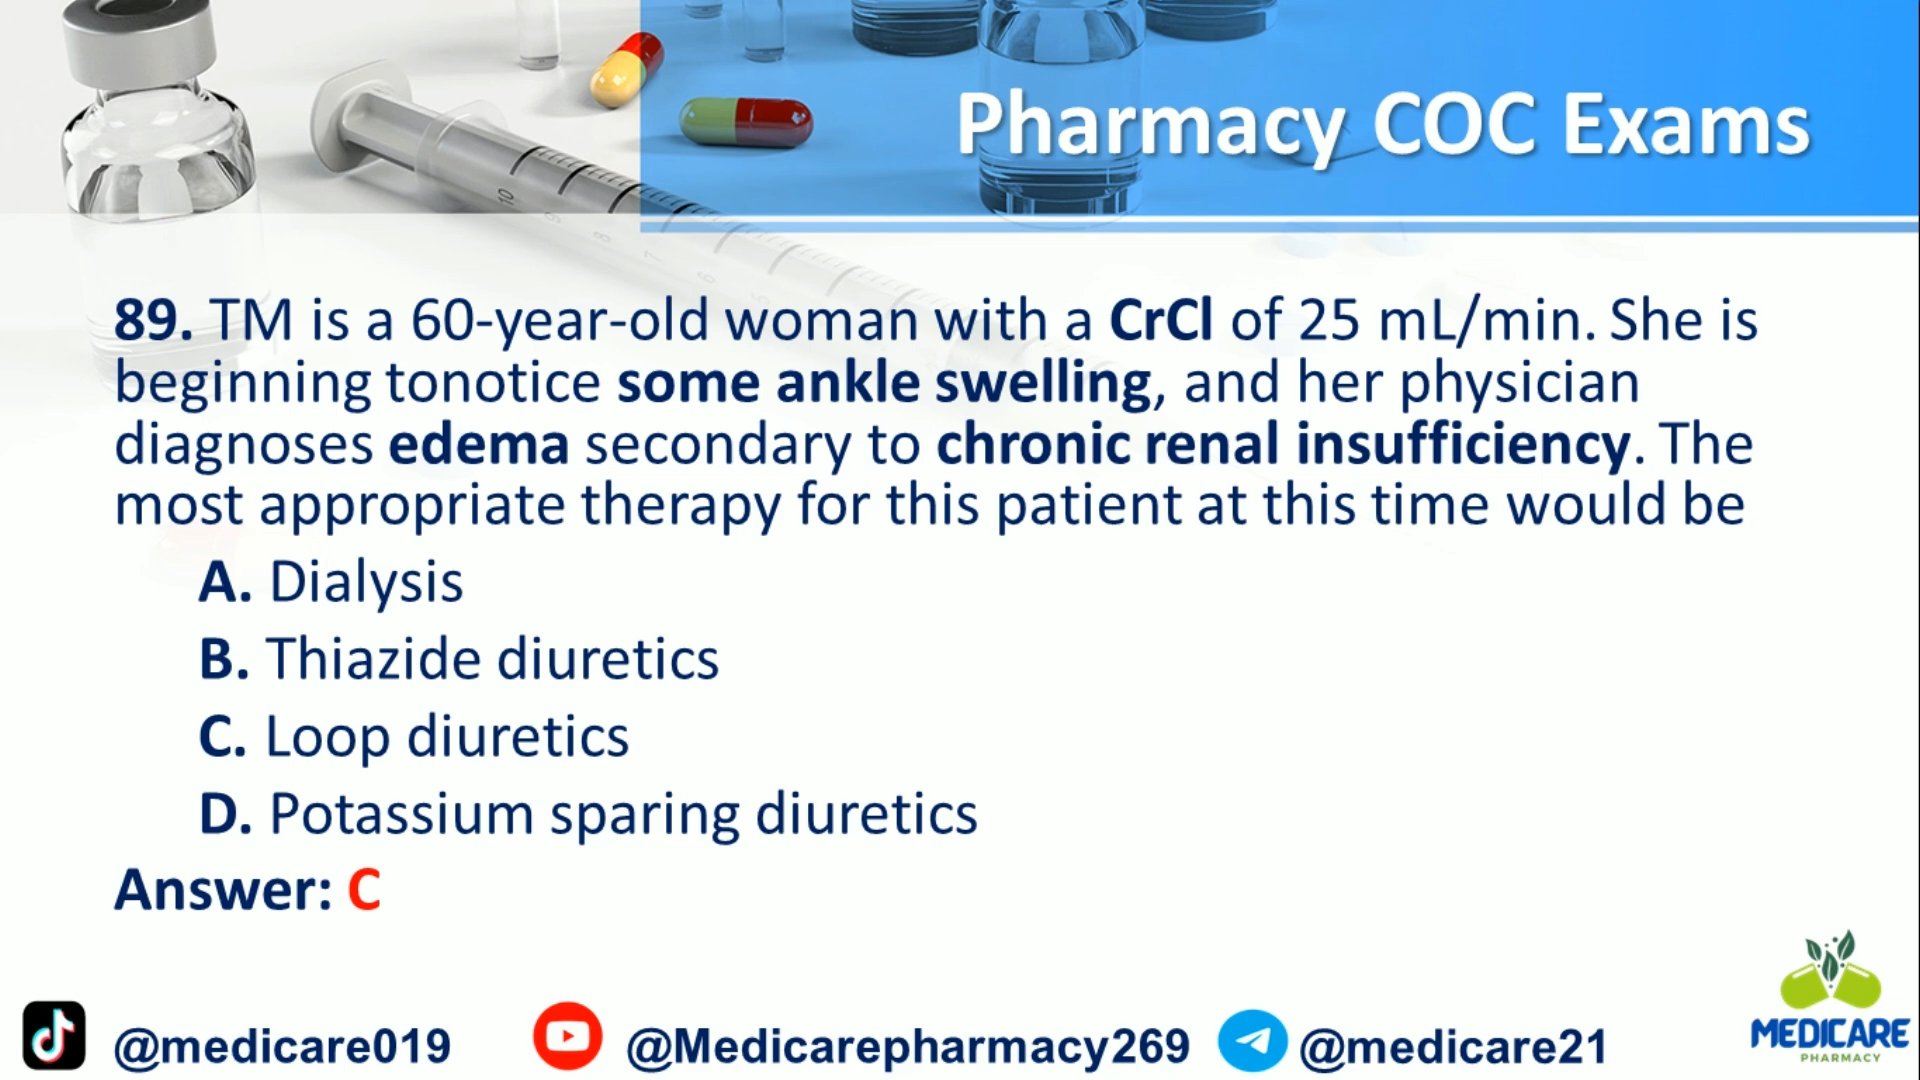 Pharmacy COC Exams
89. TM is a 60-year-old woman with a CrCl of 25 mL/min. She is
beginning tonotice some ankle swelling, and her physician
diagnoses edema secondary to chronic renal insufficiency. The
most appropriate therapy for this patient at this time would be
A. Dialysis
B. Thiazide diuretics
C. Loop diuretics
D. Potassium sparing diuretics
Answer: C
@medicare019
@Medicarepharmacy269
@medicare21
MEDICARE
PHARMACY